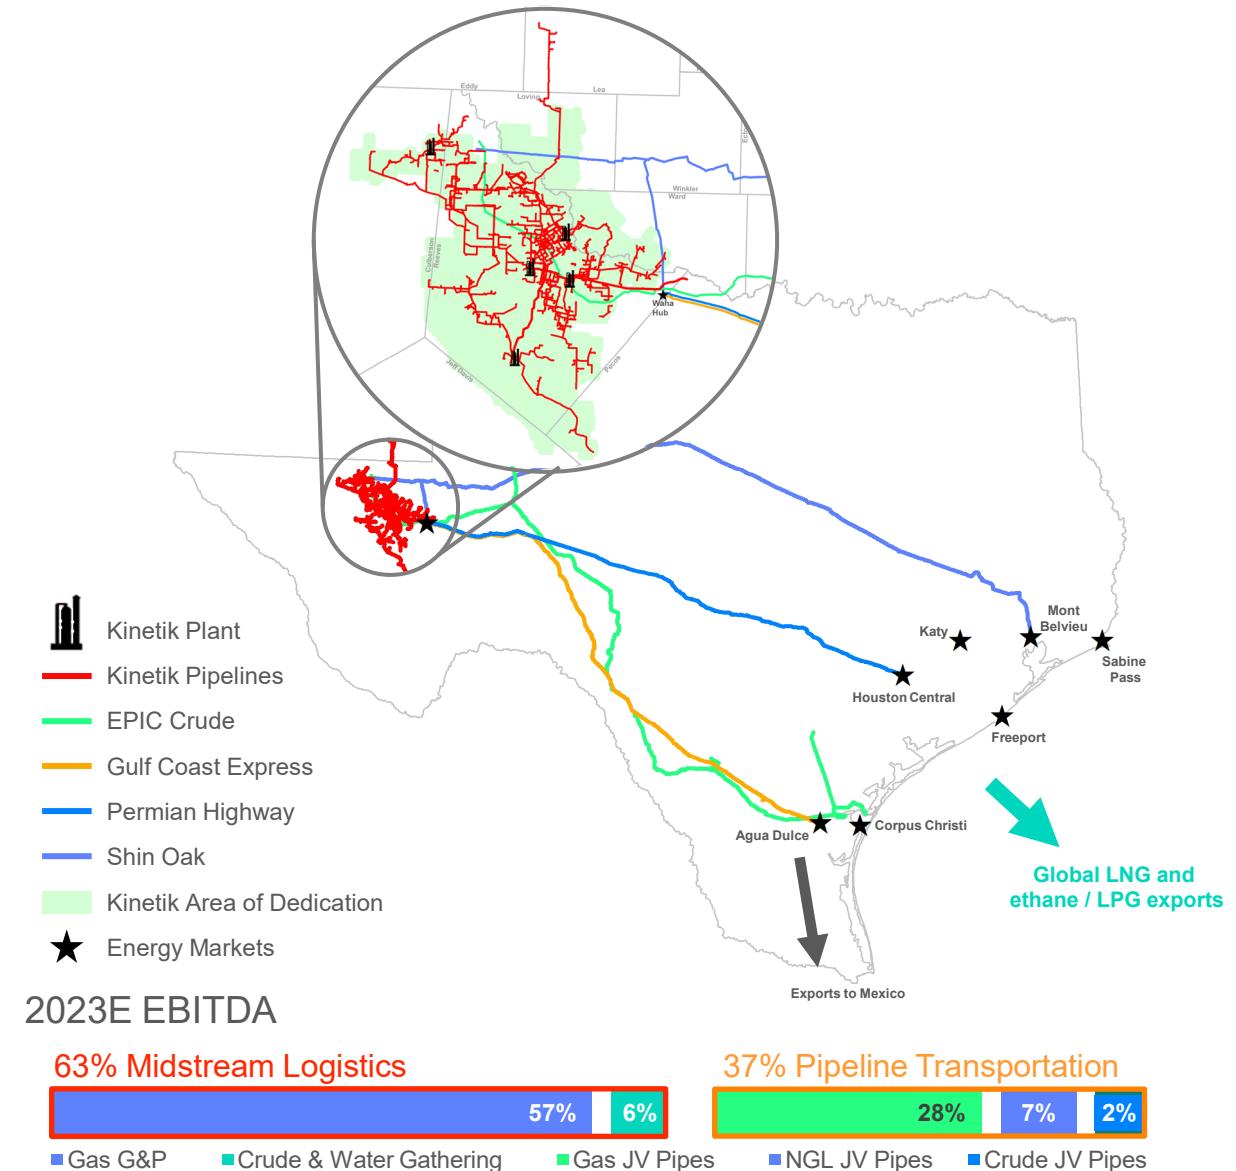 Eddy
Lea
Loving
Ector
Winkler
Ward
Culberson
Reeves
Waha
Hub
Jeff Davis
Pecos
Kinetik Plant
Kinetik Pipelines
EPIC Crude
Gulf Coast Express
Permian Highway
Shin Oak
Kinetik Area of Dedication
Energy Markets
Katy
Mont
Belvieu
Sabine
Pass
Houston Central
Freeport
Agua Dulce
Corpus Christi
Global LNG and
ethane / LPG exports
Exports to Mexico
2023E EBITDA
63% Midstream Logistics
37% Pipeline Transportation
57%
6%
28%
7%
2%
Gas G&P
Crude & Water Gathering
Gas JV Pipes
NGL JV Pipes
Crude JV Pipes